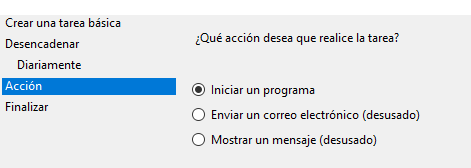 Crear una tarea básica
Desencadenar
Diariamente
Acción
Finalizar
¿Qué acción desea que realice la tarea?
Iniciar un programa
Enviar un correo electrónico (desusado)
Mostrar un mensaje (desusado)